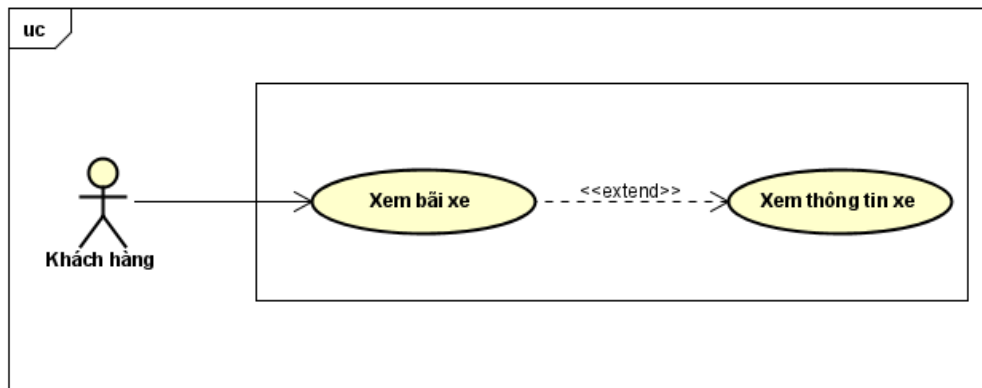 uc
Xem bãi xe
<<extend>>
Xem thông tin xe
Khách hàng